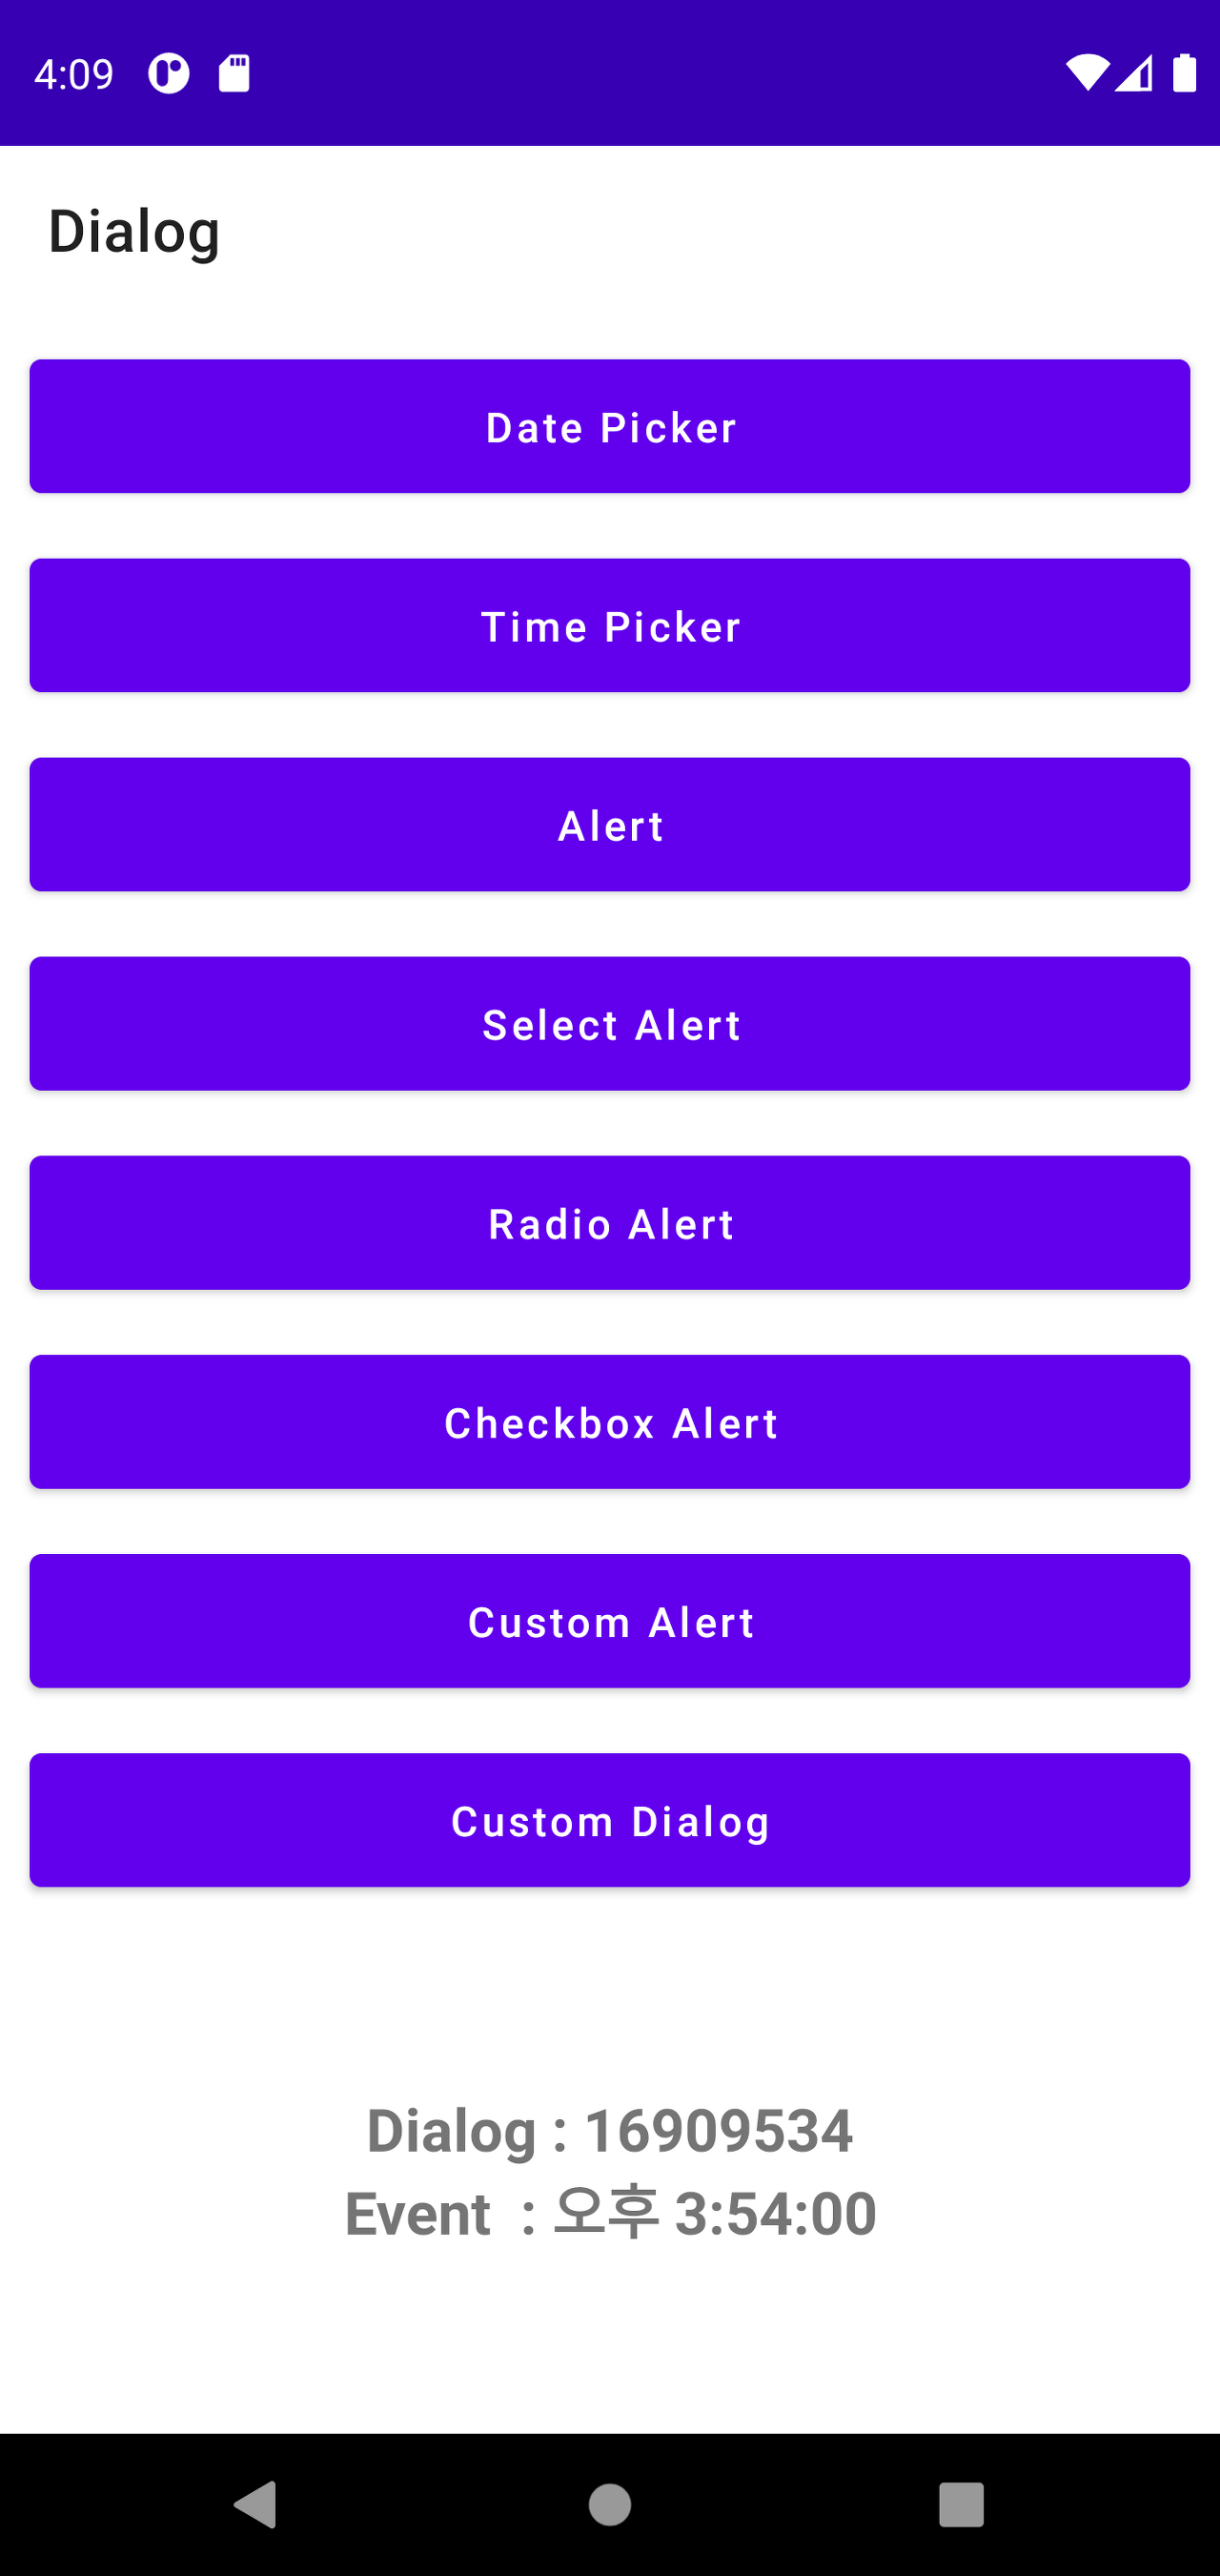 4:09
Dialog
Date Picker
Time Picker
Alert
Select Alert
Radio Alert
Checkbox Alert
Custom Alert
Custom Dialog
Dialog : 16909534
Event  : 오후 3:54:00